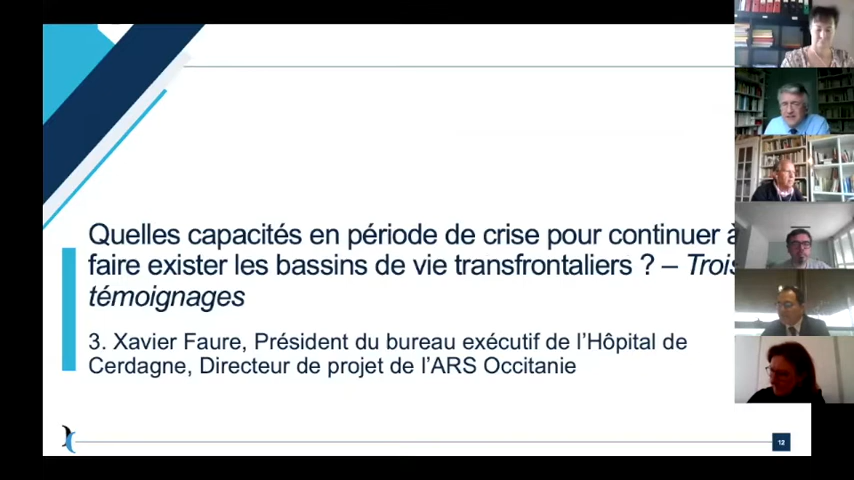 Quelles capacités en période de crise pour continuer à
faire exister les bassins de vie transfrontaliers ? – Trois
témoignages
3. Xavier Faure, Président du bureau exécutif de l'Hôpital de
Cerdagne, Directeur de projet de l'ARS Occitanie
12